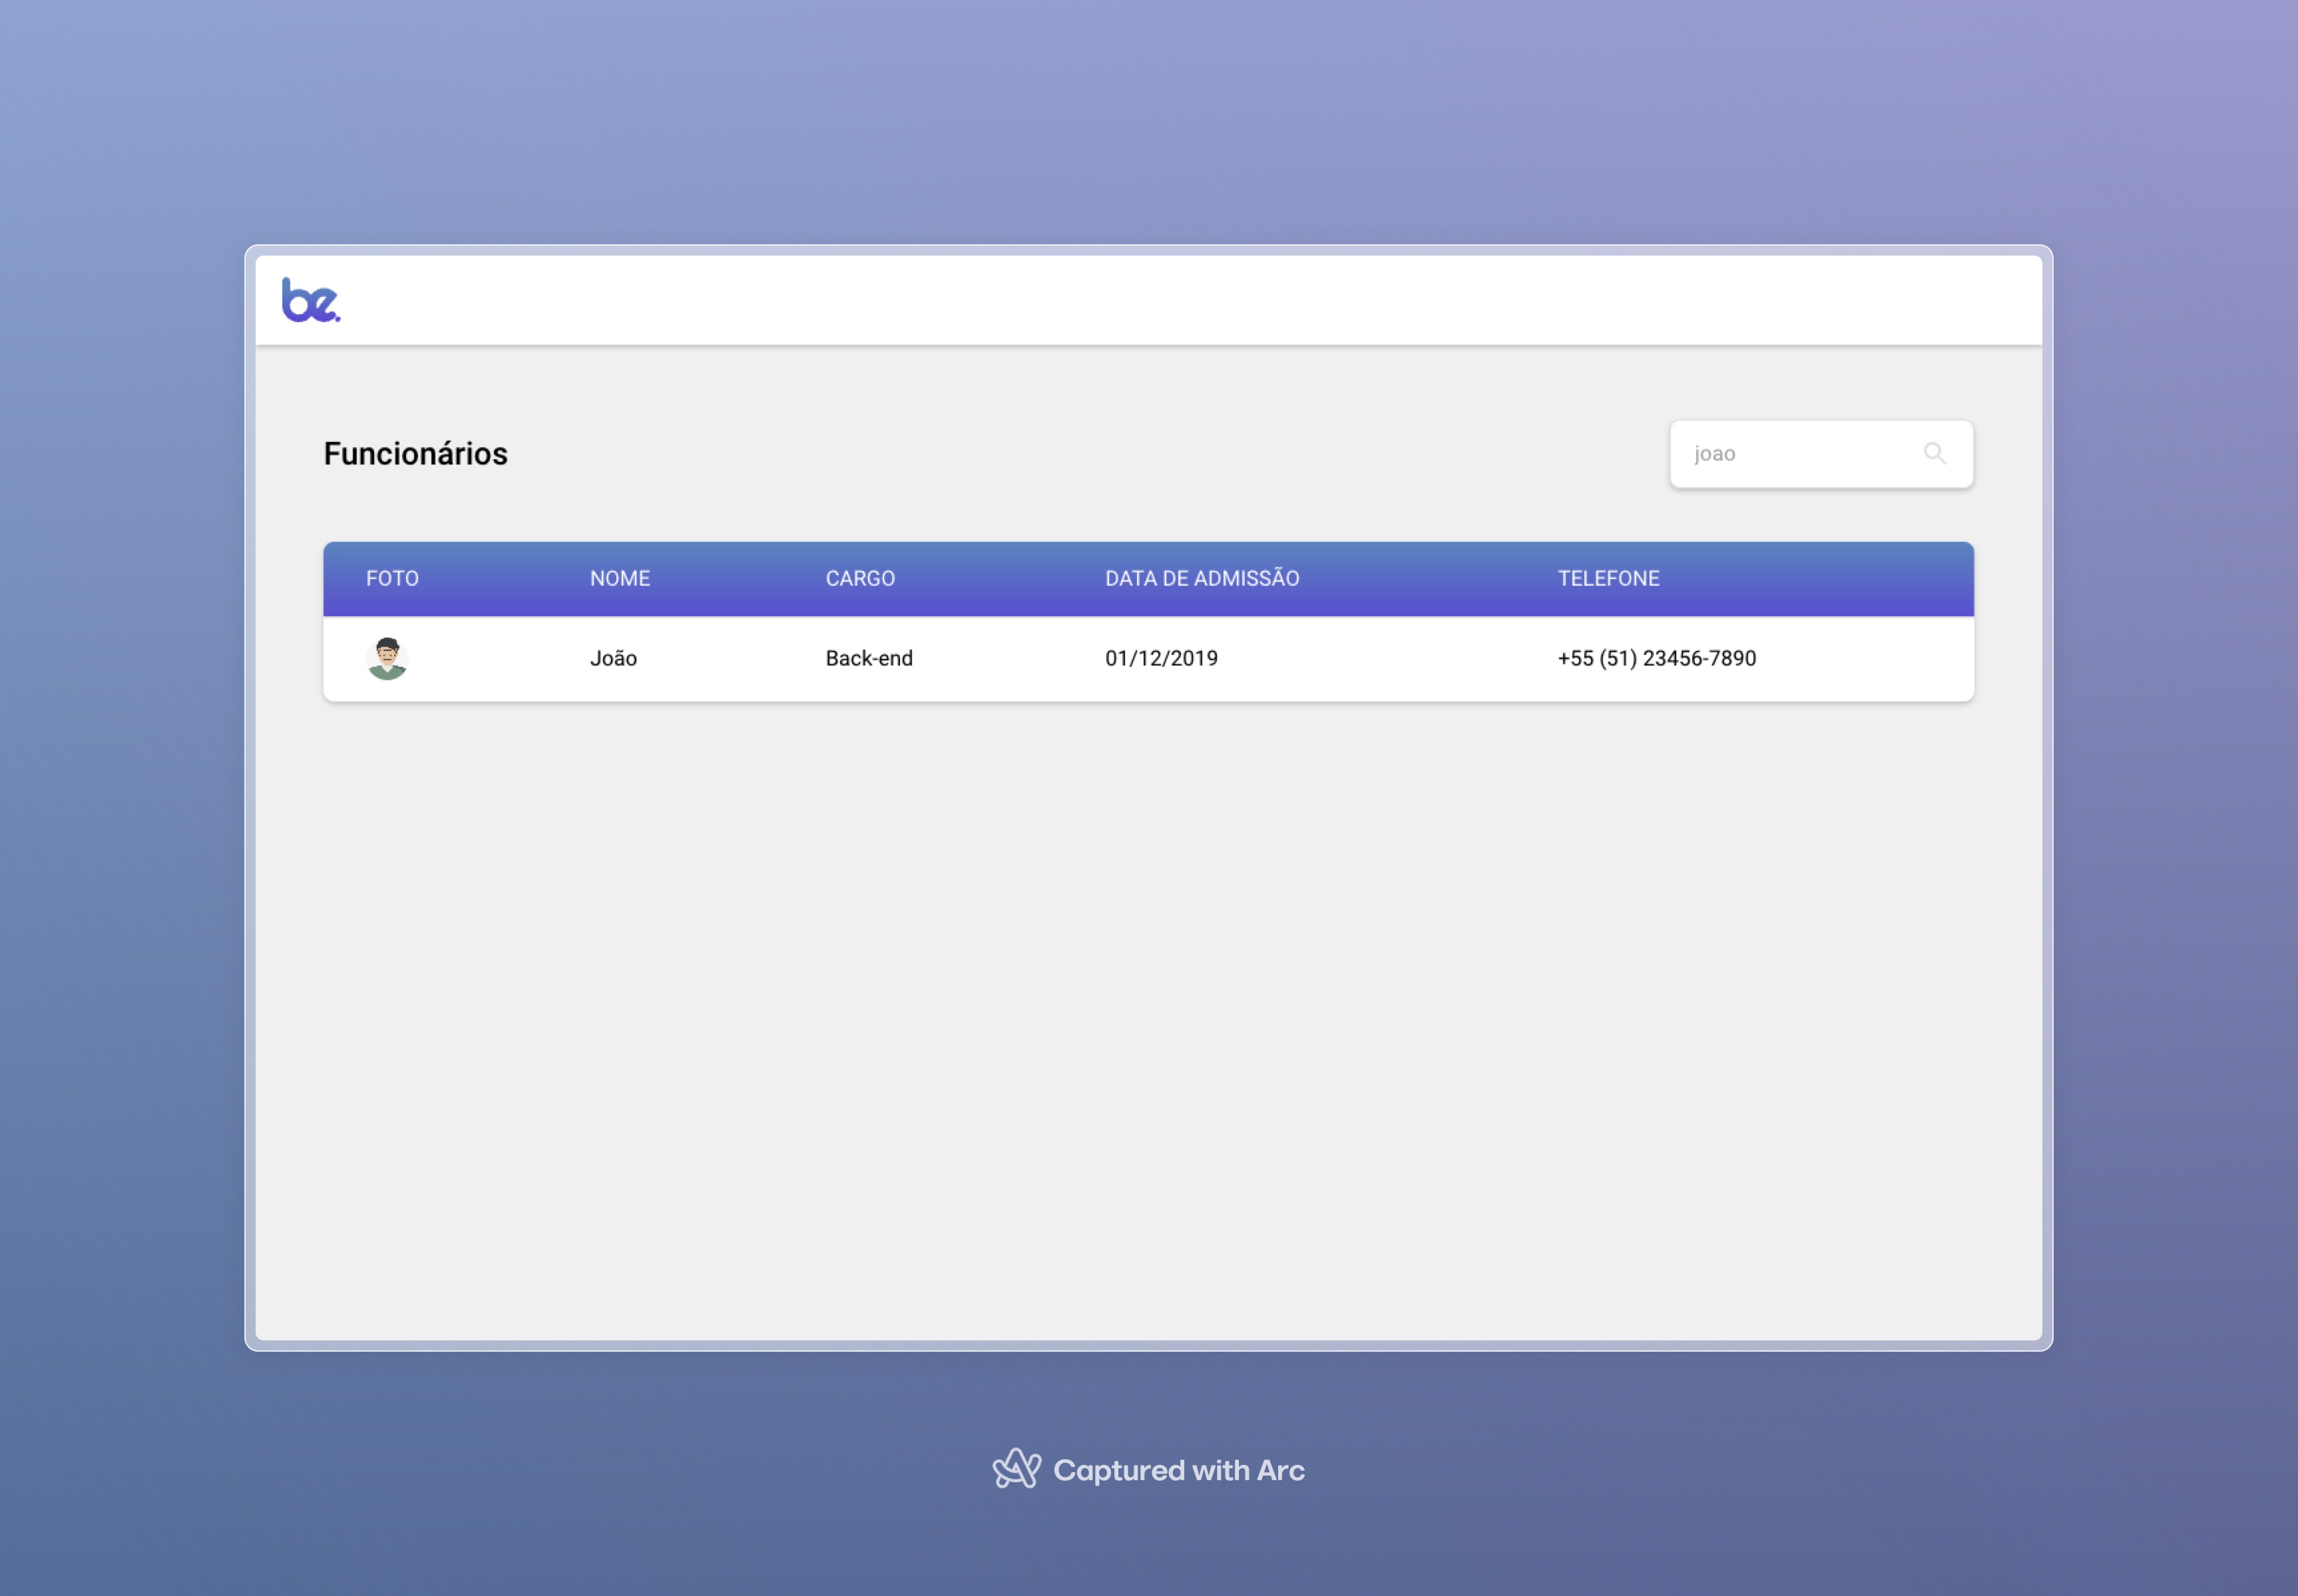 be.
Funcionários
joao
FOTO NOME CARGO DATA DE ADMISSÃO TELEFONE
João Back-end 01/12/2019 +55 (51) 23456-7890
Captured with Arc